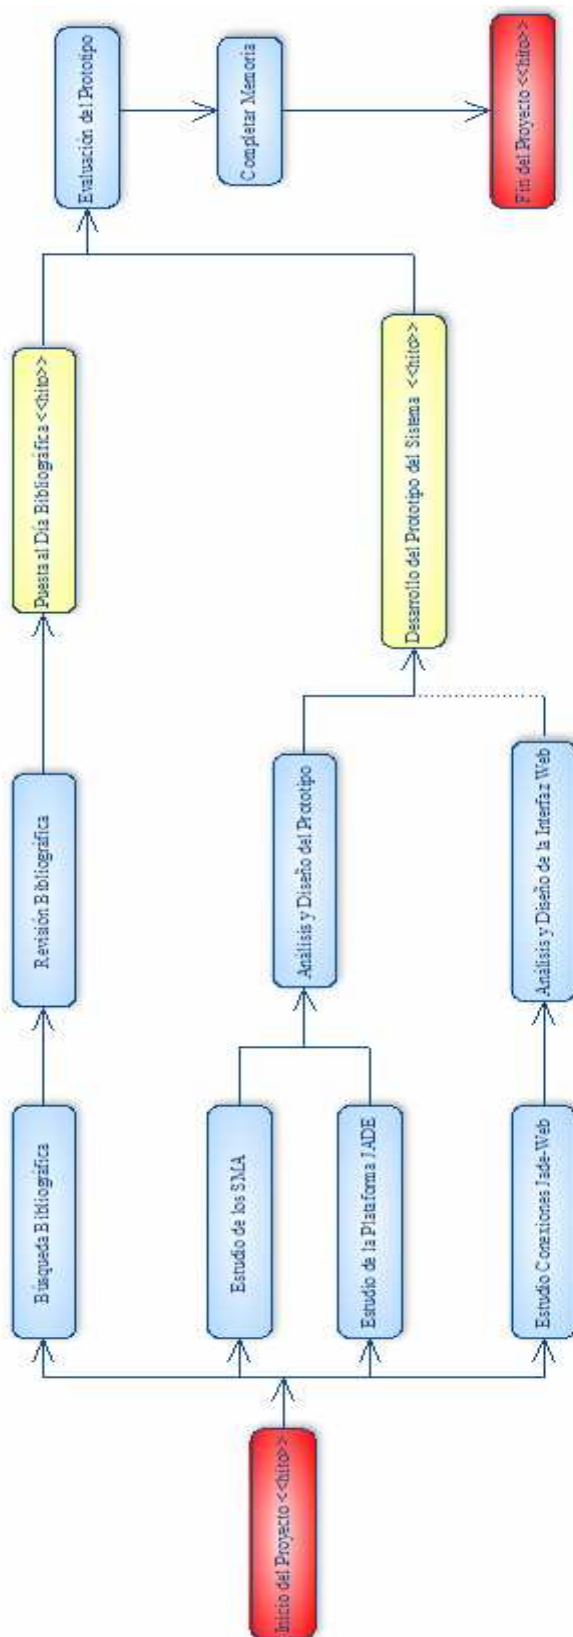 Inicio del Proyecto <<hito>>
Búsqueda Bibliográfica
Estudio de los SMA
Estudio de la Plataforma JADE
Estudio Conexiones Jade-Web
Revisión Bibliográfica
Análisis y Diseño del Prototipo
Análisis y Diseño de la Interfaz Web
Puesta al Día Bibliográfica <<hito>>
Desarrollo del Prototipo del Sistema <<hito>>
Evaluación del Prototipo
Completar Memoria
Fin del Proyecto <<hito>>